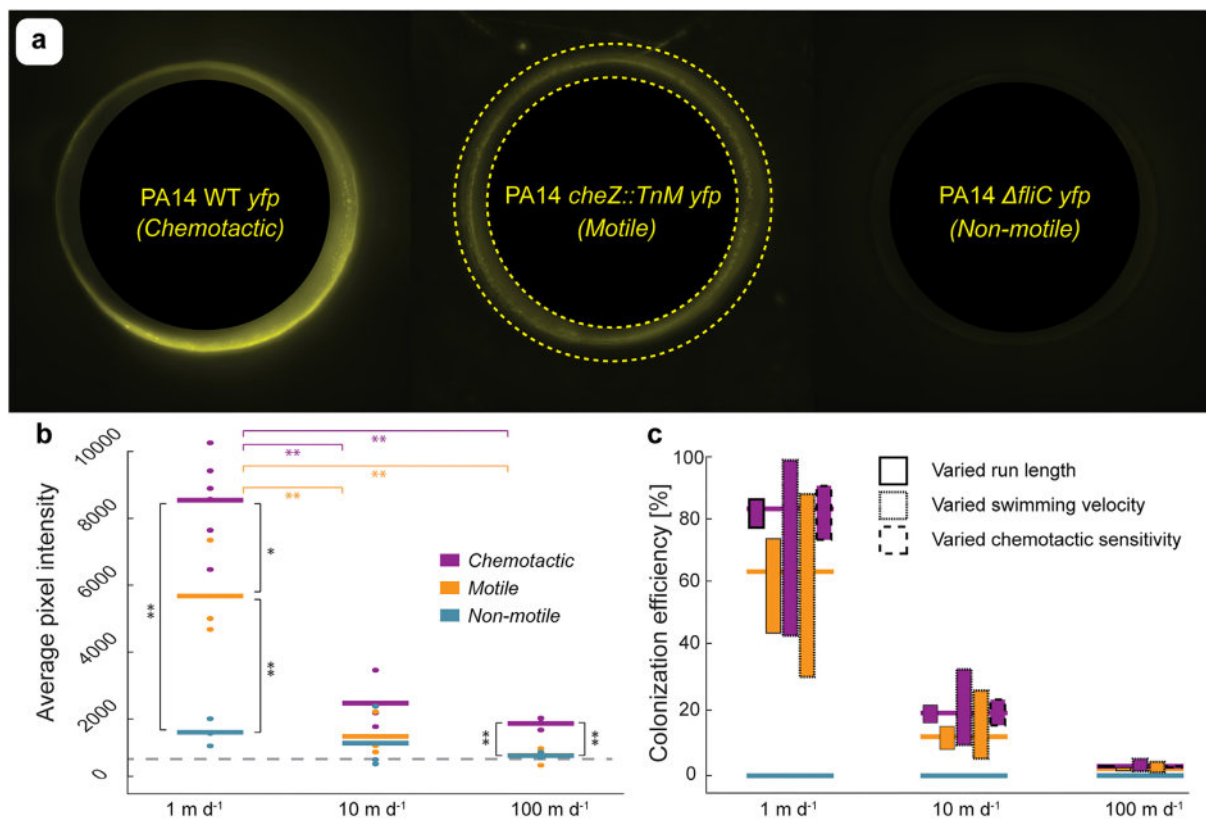 a
PA14 WT yfp
(Chemotactic)
PA14 cheZ::TnM yfp
(Motile)
PA14 ΔfliC yfp
(Non-motile)
b
Average pixel intensity
10000
8000
6000
4000
2000
0
**
**
**
**
*
**
**
**
**
Chemotactic
Motile
Non-motile
1 m d-1
10 m d-1
100 m d-1
c
Colonization efficiency [%]
100
80
60
40
20
0
Varied run length
Varied swimming velocity
Varied chemotactic sensitivity
1 m d-1
10 m d-1
100 m d-1